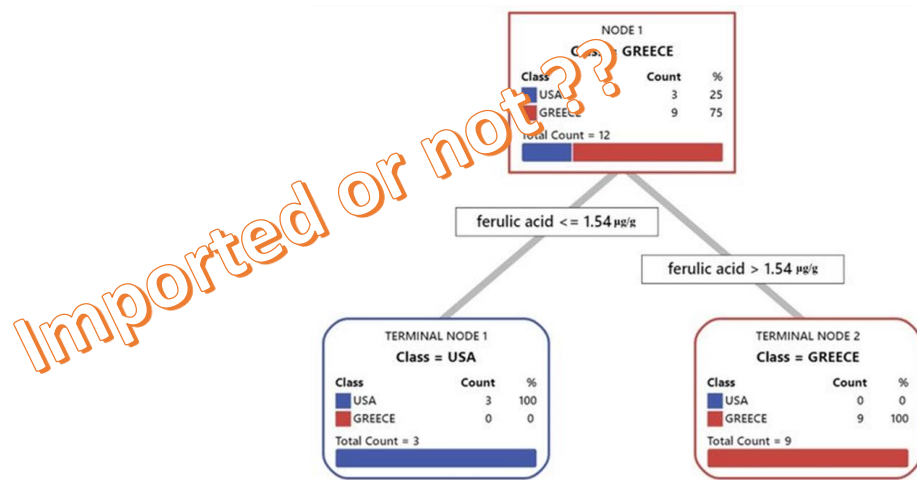 Imported or not ??
NODE 1
Class = GREECE
Class Count %
USA 3 25
GREECE 9 75
Total Count = 12
ferulic acid <= 1.54 µg/g
ferulic acid > 1.54 µg/g
TERMINAL NODE 1
Class = USA
Class Count %
USA 3 100
GREECE 0 0
Total Count = 3
TERMINAL NODE 2
Class = GREECE
Class Count %
USA 0 0
GREECE 9 100
Total Count = 9